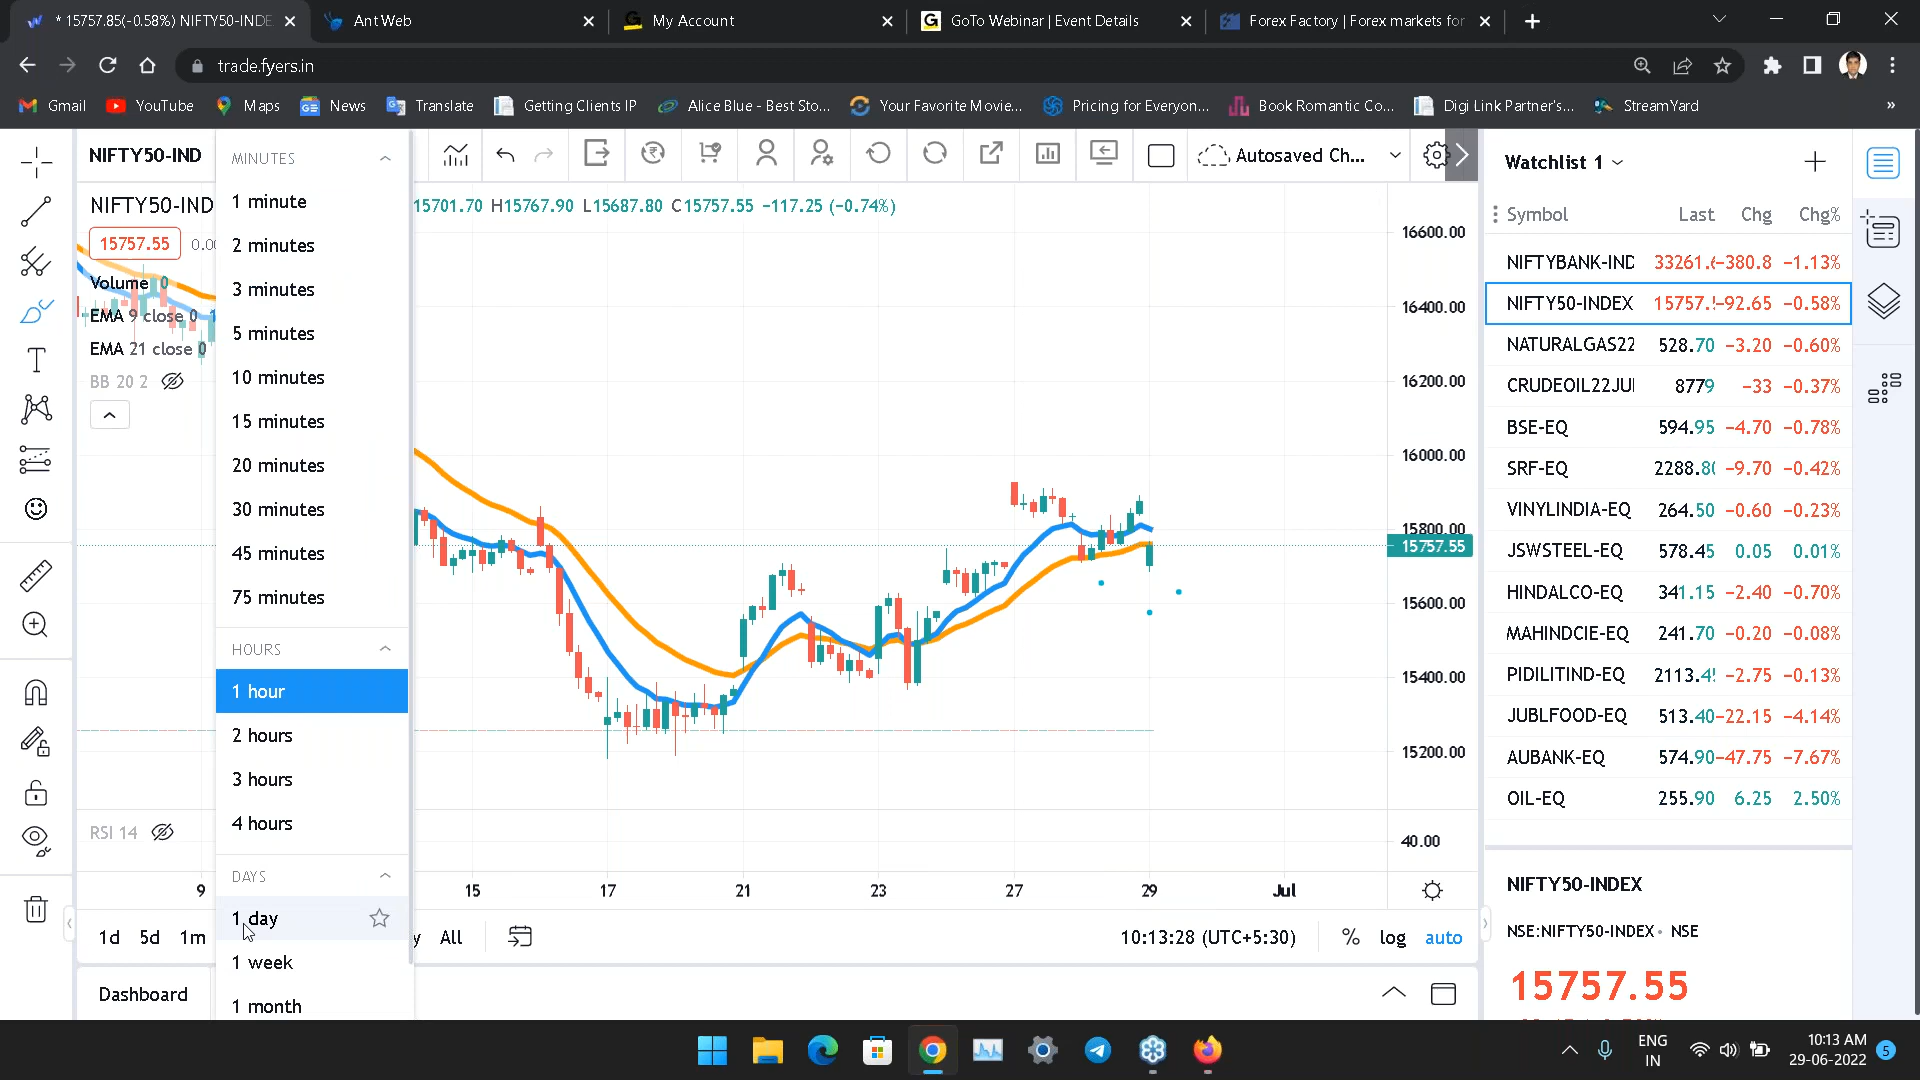 * 15757.85(-0.58%) NIFTY50-INDE
Ant Web
My Account
GoTo Webinar | Event Details
Forex Factory | Forex markets for
trade.fyers.in
Gmail
YouTube
Maps
News
Translate
Getting Clients IP
Alice Blue - Best Sto...
Your Favorite Movie...
Pricing for Everyon...
Book Romantic Co...
Digi Link Partner's...
StreamYard
NIFTY50-IND
Autosaved Ch...
NIFTY50-IND
15701.70 H15767.90 L15687.80 C15757.55 −117.25 (−0.74%)
15757.55
0.00
Volume 0
EMA 9 close 0
EMA 21 close 0
BB 20 2
RSI 14
MINUTES
1 minute
2 minutes
3 minutes
5 minutes
10 minutes
15 minutes
20 minutes
30 minutes
45 minutes
75 minutes
HOURS
1 hour
2 hours
3 hours
4 hours
DAYS
1 day
1 week
1 month
16600.00
16400.00
16200.00
16000.00
15800.00
15757.55
15600.00
15400.00
15200.00
40.00
9
15
17
21
23
27
29
Jul
1d 5d 1m
y All
10:13:28 (UTC+5:30)
% log auto
Dashboard
Watchlist 1
Symbol Last Chg Chg%
NIFTYBANK-IND 33261. −380.8 −1.13%
NIFTY50-INDEX 15757. −92.65 −0.58%
NATURALGAS22 528.70 −3.20 −0.60%
CRUDEOIL22JUI 8779 −33 −0.37%
BSE-EQ 594.95 −4.70 −0.78%
SRF-EQ 2288.80 −9.70 −0.42%
VINYLINDIA-EQ 264.50 −0.60 −0.23%
JSWSTEEL-EQ 578.45 0.05 0.01%
HINDALCO-EQ 341.15 −2.40 −0.70%
MAHINDCIE-EQ 241.70 −0.20 −0.08%
PIDILITIND-EQ 2113.4 −2.75 −0.13%
JUBLFOOD-EQ 513.40 −22.15 −4.14%
AUBANK-EQ 574.90 −47.75 −7.67%
OIL-EQ 255.90 6.25 2.50%
NIFTY50-INDEX
NSE:NIFTY50-INDEX • NSE
15757.55
ENG
IN
10:13 AM
29-06-2022
5